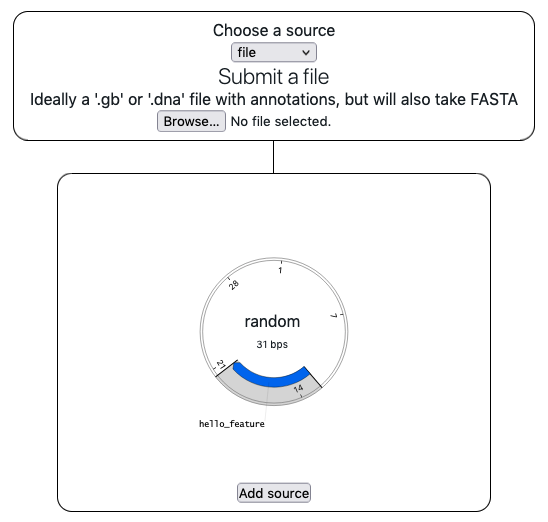 Choose a source
file
Submit a file
Ideally a '.gb' or '.dna' file with annotations, but will also take FASTA
Browse... No file selected.
1
28
7
random
31 bps
21
14
hello_feature
Add source